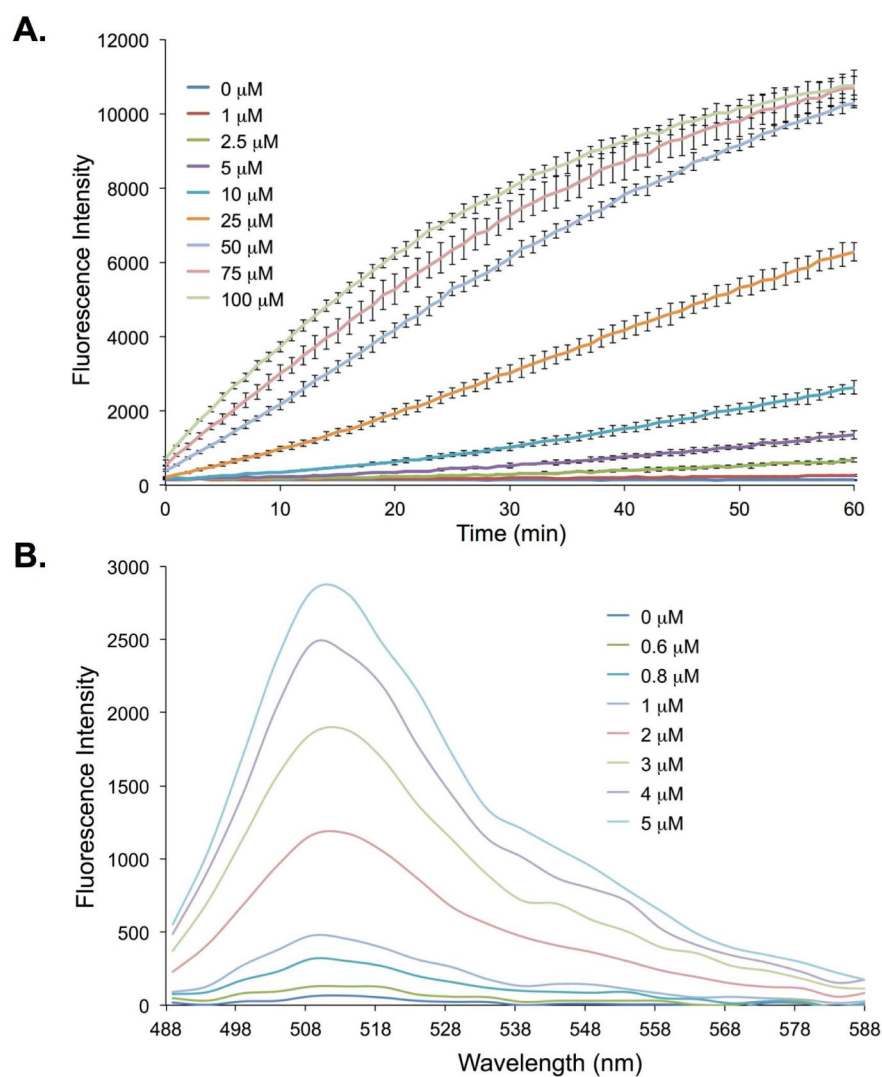 A.
12000
10000
8000
6000
4000
2000
0
Fluorescence Intensity
0 μM
1 μM
2.5 μM
5 μM
10 μM
25 μM
50 μM
75 μM
100 μM
0 10 20 30 40 50 60
Time (min)
B.
3000
2500
2000
1500
1000
500
0
Fluorescence Intensity
0 μM
0.6 μM
0.8 μM
1 μM
2 μM
3 μM
4 μM
5 μM
488 498 508 518 528 538 548 558 568 578 588
Wavelength (nm)